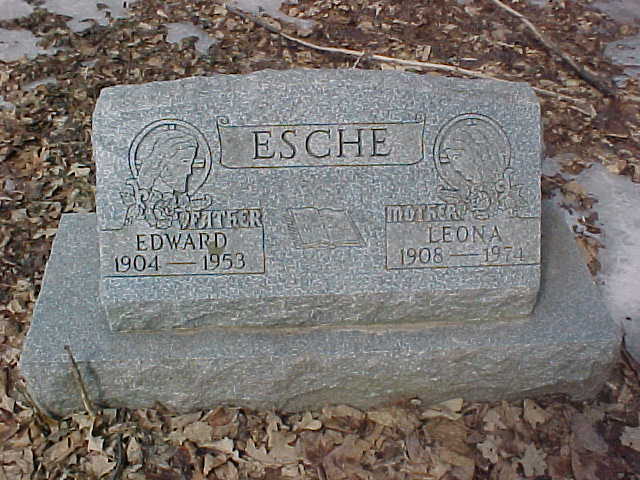 ESCHE
FATHER
EDWARD
1904 — 1953
MOTHER
LEONA
1908 — 1974